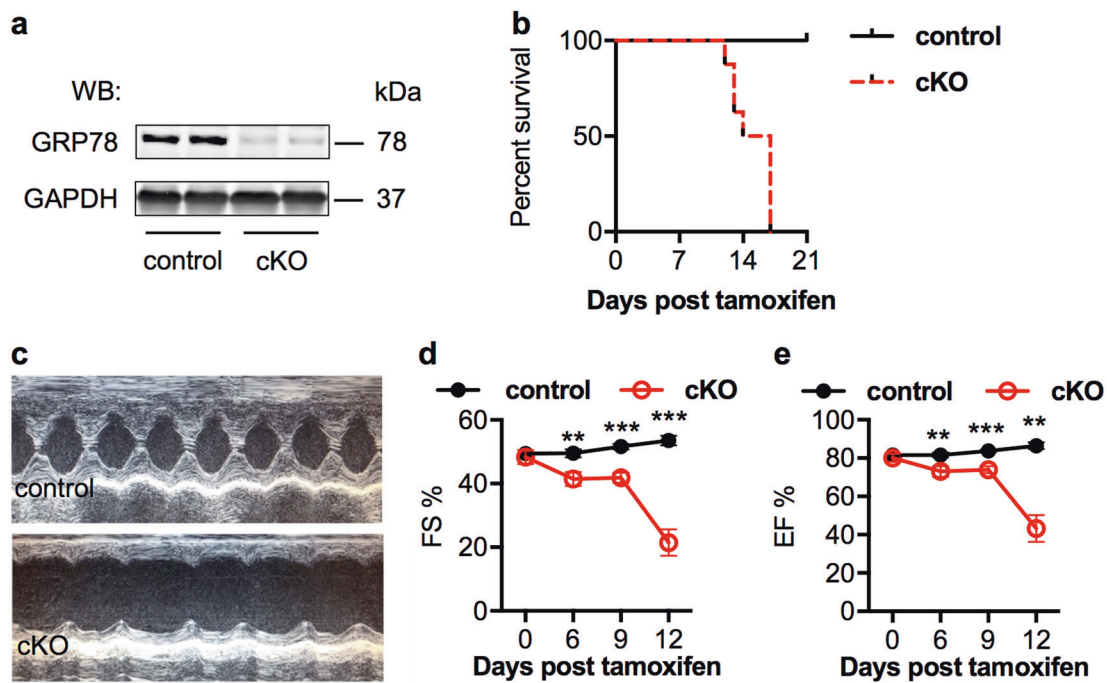 a
WB:
kDa
GRP78
78
GAPDH
37
control
cKO
b
control
cKO
Percent survival
100
50
0
0 7 14 21
Days post tamoxifen
c
control
cKO
d
control cKO
FS %
60
40
20
0
** *** ***
0 6 9 12
Days post tamoxifen
e
control cKO
EF %
100
80
60
40
20
0
** *** **
0 6 9 12
Days post tamoxifen